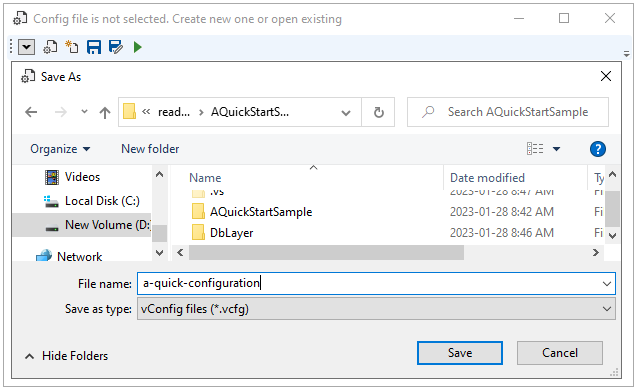 Config file is not selected. Create new one or open existing
Save As
« read... > AQuickStartS...
Search AQuickStartSample
Organize
New folder
Videos
Local Disk (C:)
New Volume (D:
Network
Name
Date modified
Ty
.vs
2023-01-28 8:47 AM
Fi
AQuickStartSample
2023-01-28 8:42 AM
Fi
DbLayer
2023-01-28 8:46 AM
Fi
File name:
a-quick-configuration
Save as type:
vConfig files (*.vcfg)
Hide Folders
Save
Cancel